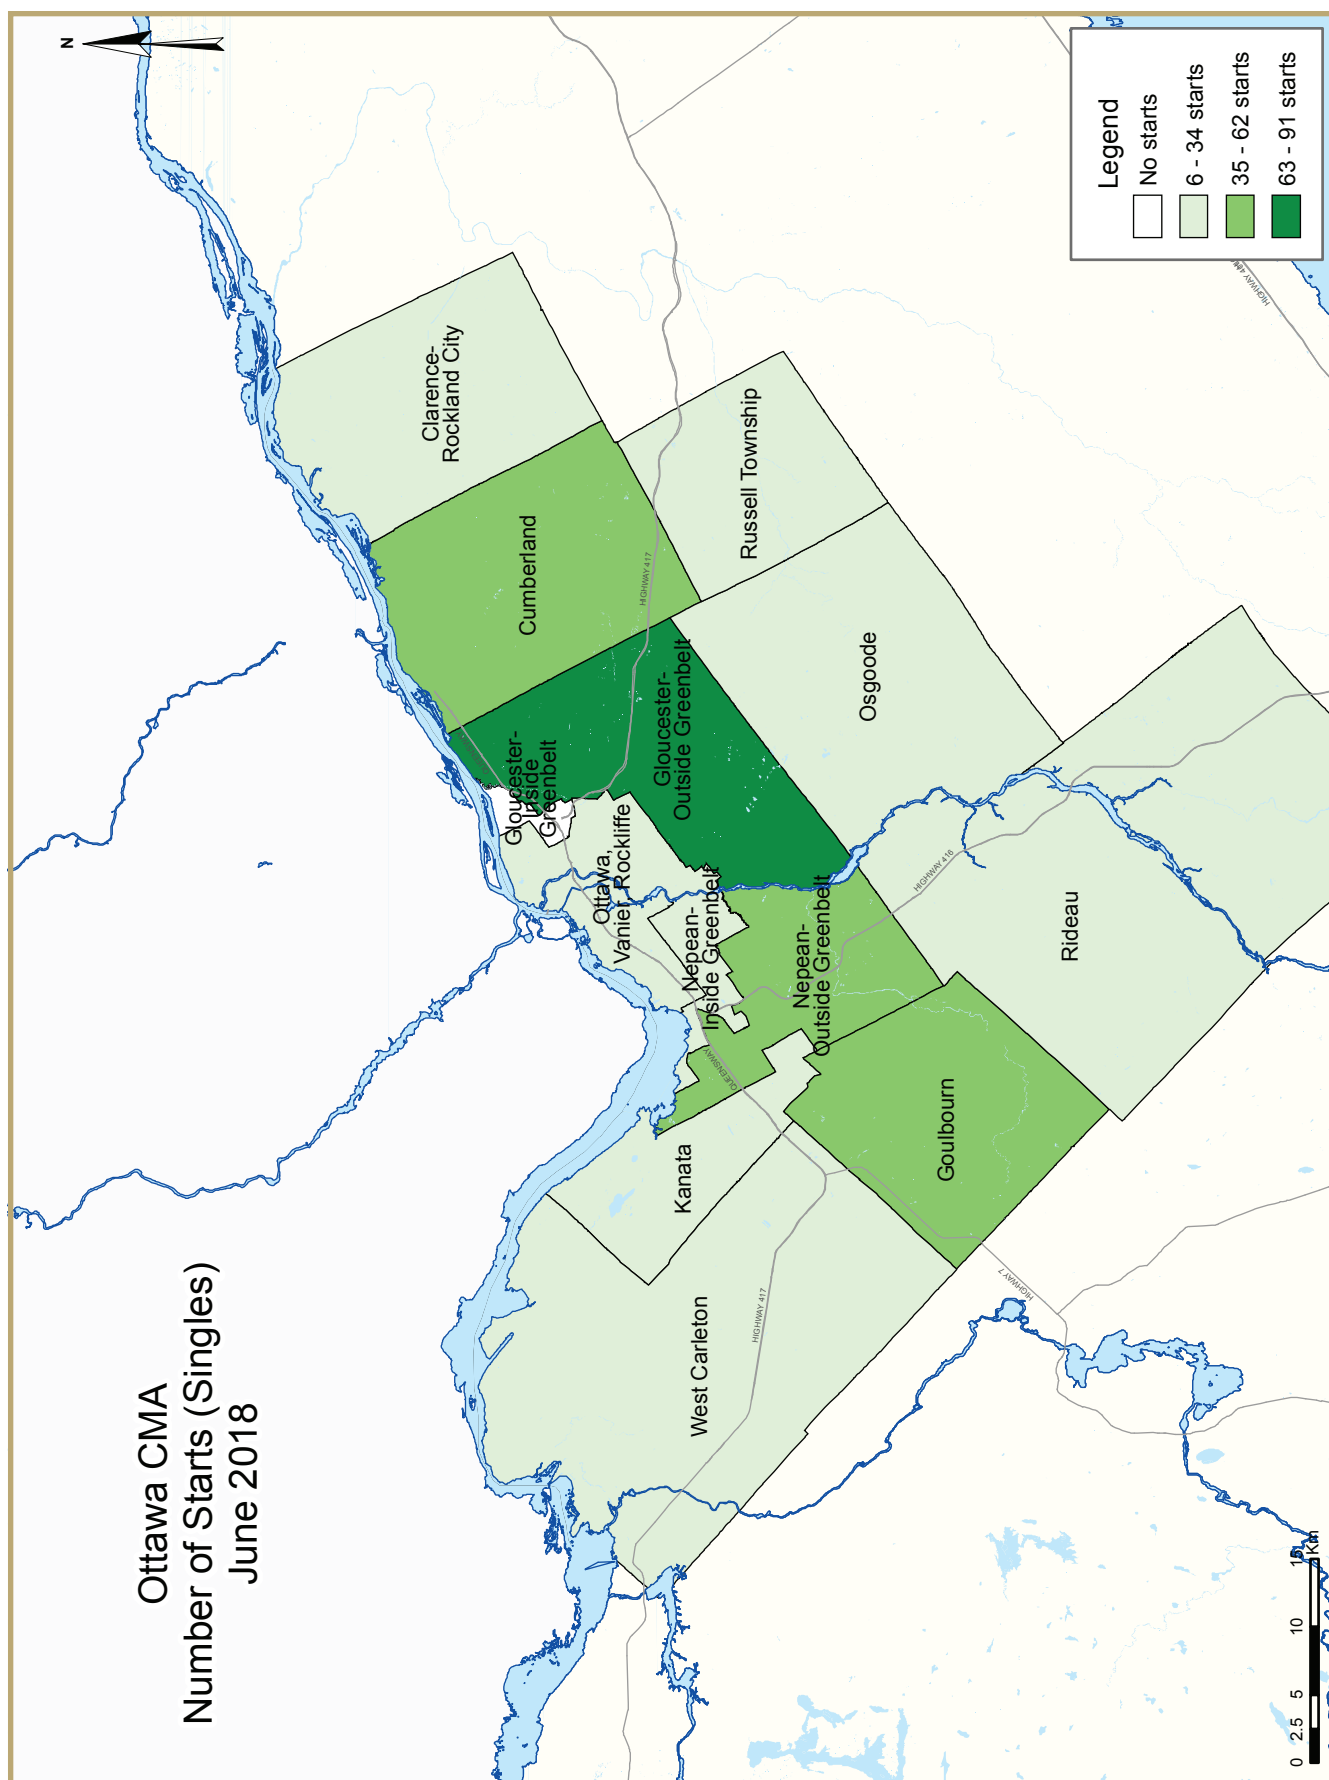 Ottawa CMA
Number of Starts (Singles)
June 2018
N
Legend
No starts
6 - 34 starts
35 - 62 starts
63 - 91 starts
Clarence-
Rockland City
Cumberland
Russell Township
HIGHWAY 417
Gloucester-
Outside Greenbelt
Gloucester-
Inside
Greenbelt
Osgoode
Ottawa,
Vanier, Rockliffe
Nepean-
Inside Greenbelt
Nepean-
Outside Greenbelt
HIGHWAY 416
Rideau
QUEENSWAY
Kanata
Goulbourn
West Carleton
HIGHWAY 417
HIGHWAY 7
0 2.5 5 10 15
Km